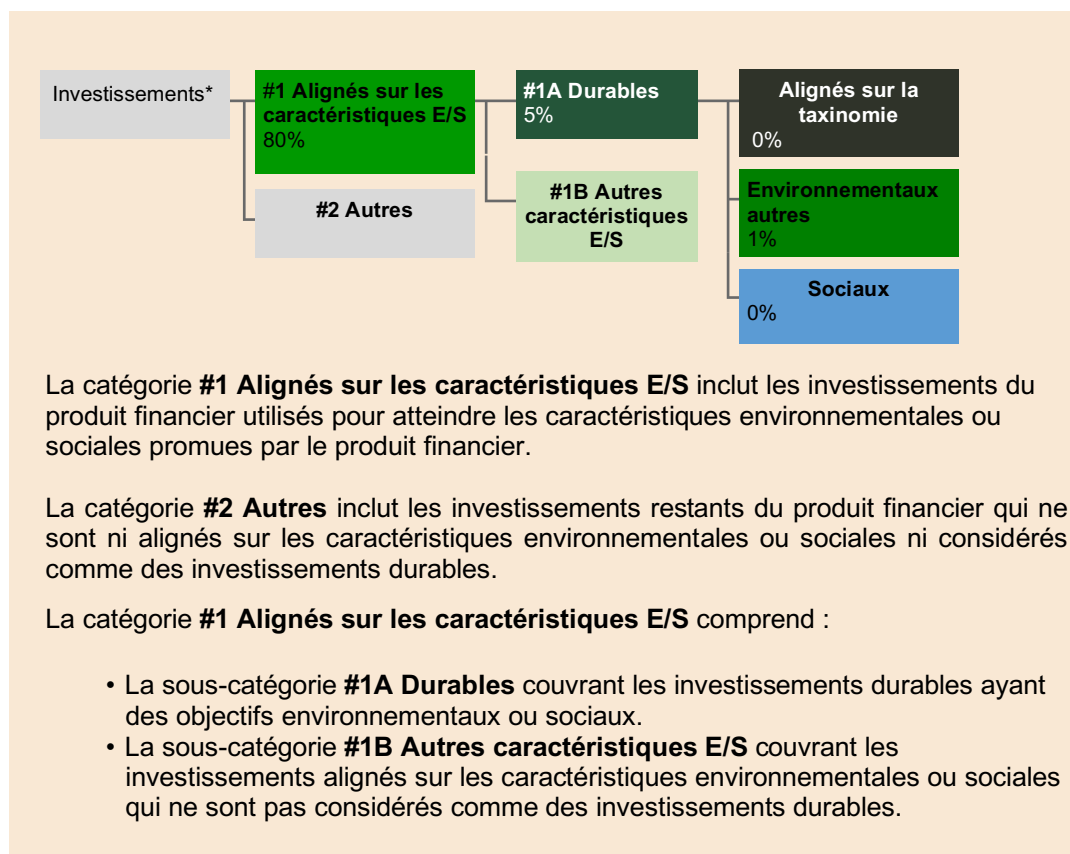 Investissements*
#1 Alignés sur les
caractéristiques E/S
80%
#2 Autres
#1A Durables
5%
#1B Autres
caractéristiques
E/S
Alignés sur la
taxinomie
0%
Environnementaux
autres
1%
Sociaux
0%
La catégorie #1 Alignés sur les caractéristiques E/S inclut les investissements du
produit financier utilisés pour atteindre les caractéristiques environnementales ou
sociales promues par le produit financier.
La catégorie #2 Autres inclut les investissements restants du produit financier qui ne
sont ni alignés sur les caractéristiques environnementales ou sociales ni considérés
comme des investissements durables.
La catégorie #1 Alignés sur les caractéristiques E/S comprend :
• La sous-catégorie #1A Durables couvrant les investissements durables ayant
des objectifs environnementaux ou sociaux.
• La sous-catégorie #1B Autres caractéristiques E/S couvrant les
investissements alignés sur les caractéristiques environnementales ou sociales
qui ne sont pas considérés comme des investissements durables.